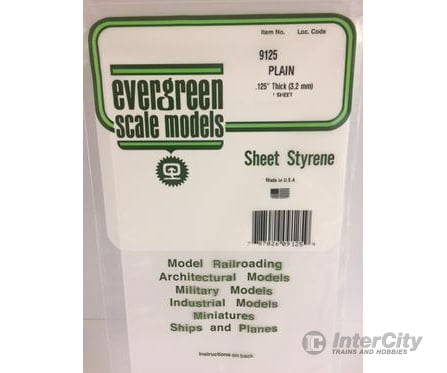 Item No. Loc. Code
9125
PLAIN
.125" Thick (3.2 mm)
1 SHEET
evergreen
scale models
Sheet Styrene
Made in U.S.A
Model Railroading
Architectural Models
Military Models
Industrial Models
Miniatures
Ships and Planes
Instructions on back
InterCity
TRAINS AND HOBBIES